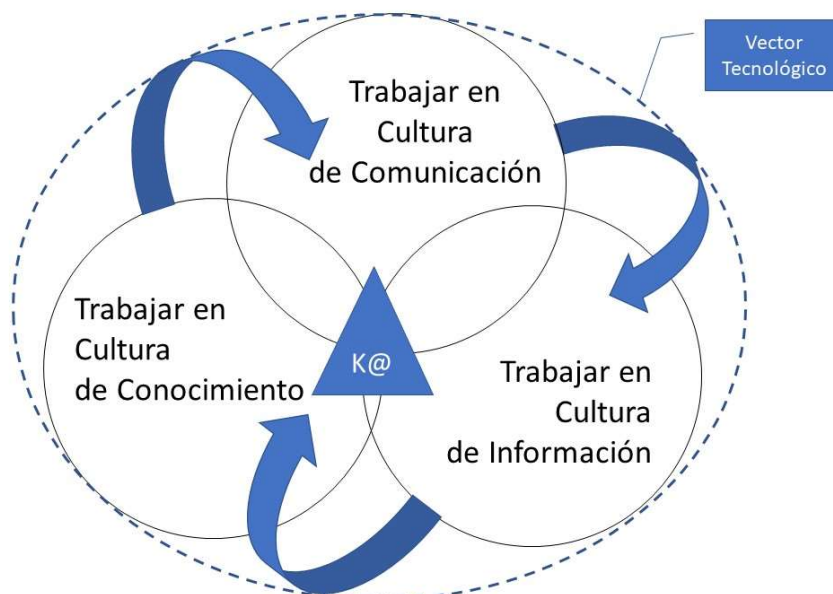 Vector
Tecnológico
Trabajar en
Cultura
de Comunicación
Trabajar en
Cultura
de Conocimiento
K@
Trabajar en
Cultura
de Información